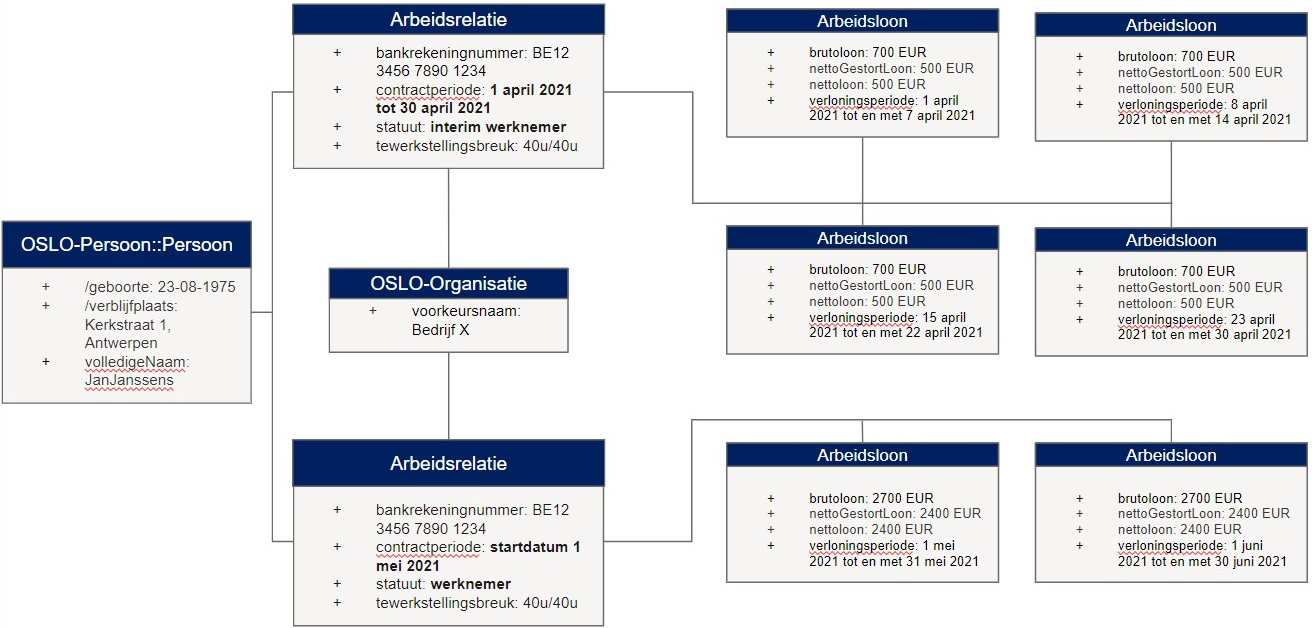 OSLO-Persoon::Persoon
+ /geboorte: 23-08-1975
+ /verblijfplaats:
Kerkstraat 1,
Antwerpen
+ volledigeNaam:
JanJanssens
Arbeidsrelatie
+ bankrekeningnummer: BE12
3456 7890 1234
+ contractperiode: 1 april 2021
tot 30 april 2021
+ statuut: interim werknemer
+ tewerkstellingsbreuk: 40u/40u
OSLO-Organisatie
+ voorkeursnaam:
Bedrijf X
Arbeidsrelatie
+ bankrekeningnummer: BE12
3456 7890 1234
+ contractperiode: startdatum 1
mei 2021
+ statuut: werknemer
+ tewerkstellingsbreuk: 40u/40u
Arbeidsloon
+ brutoloon: 700 EUR
+ nettoGestortLoon: 500 EUR
+ nettoloon: 500 EUR
+ verloningsperiode: 1 april
2021 tot en met 7 april 2021
Arbeidsloon
+ brutoloon: 700 EUR
+ nettoGestortLoon: 500 EUR
+ nettoloon: 500 EUR
+ verloningsperiode: 8 april
2021 tot en met 14 april 2021
Arbeidsloon
+ brutoloon: 700 EUR
+ nettoGestortLoon: 500 EUR
+ nettoloon: 500 EUR
+ verloningsperiode: 15 april
2021 tot en met 22 april 2021
Arbeidsloon
+ brutoloon: 700 EUR
+ nettoGestortLoon: 500 EUR
+ nettoloon: 500 EUR
+ verloningsperiode: 23 april
2021 tot en met 30 april 2021
Arbeidsloon
+ brutoloon: 2700 EUR
+ nettoGestortLoon: 2400 EUR
+ nettoloon: 2400 EUR
+ verloningsperiode: 1 mei
2021 tot en met 31 mei 2021
Arbeidsloon
+ brutoloon: 2700 EUR
+ nettoGestortLoon: 2400 EUR
+ nettoloon: 2400 EUR
+ verloningsperiode: 1 juni
2021 tot en met 30 juni 2021